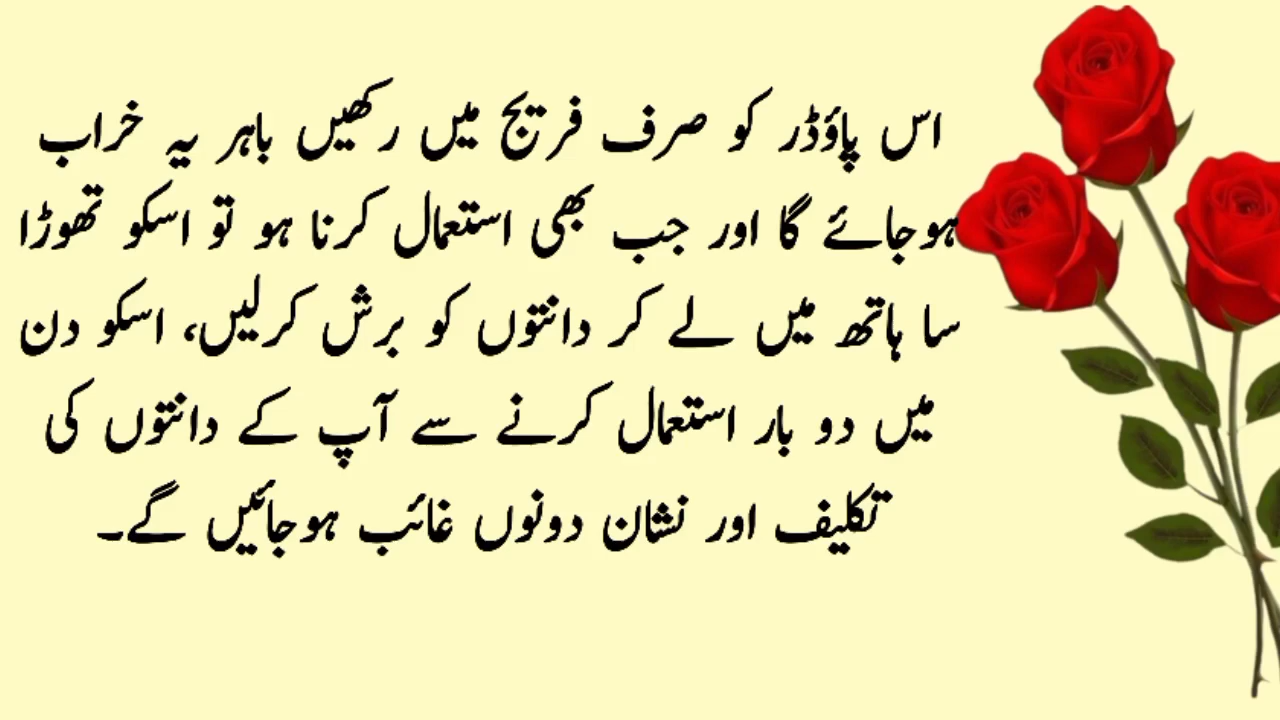 اس پاؤڈر کو صرف فریج میں رکھیں باہر یہ خراب
ہوجائے گا اور جب بھی استعمال کرنا ہو تو اسکو تھوڑا
سا ہاتھ میں لے کر دانتوں کو برش کرلیں، اسکو دن
میں دو بار استعمال کرنے سے آپ کے دانتوں کی
تکلیف اور نشان دونوں غائب ہوجائیں گے۔